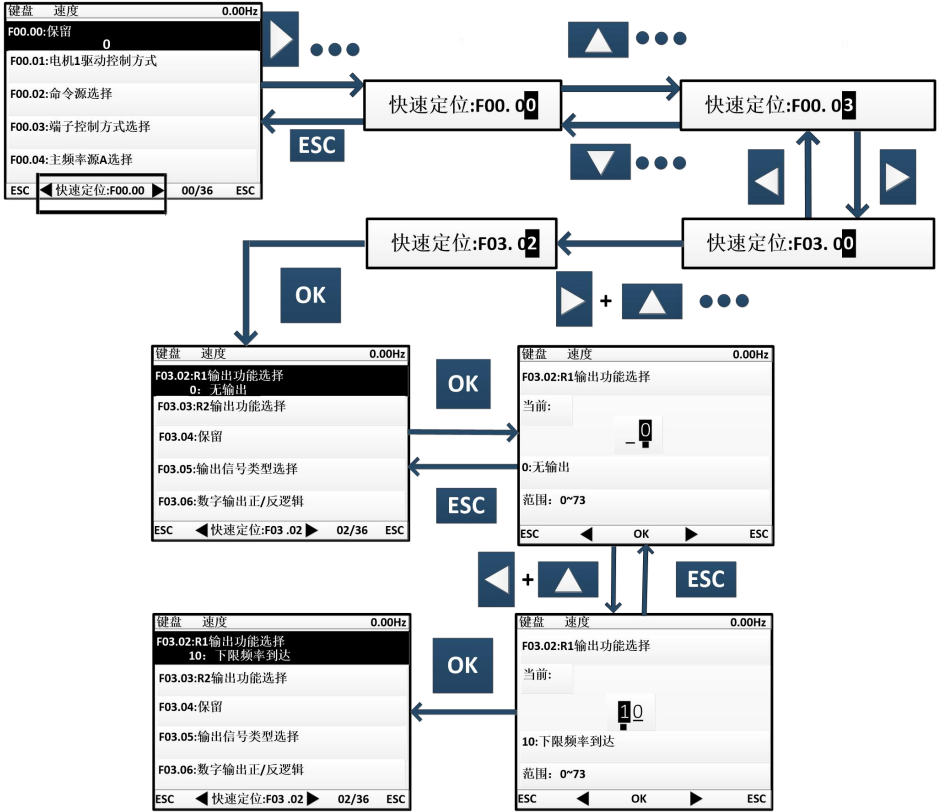 键盘 速度 0.00Hz
F00.00:保留
0
F00.01:电机1驱动控制方式
F00.02:命令源选择
F00.03:端子控制方式选择
F00.04:主频率源A选择
ESC ◀快速定位:F00.00 ▶ 00/36 ESC
ESC
快速定位:F00. 00
快速定位:F00. 03
快速定位:F03. 02
快速定位:F03. 00
OK
+
键盘 速度 0.00Hz
F03.02:R1输出功能选择
0: 无输出
F03.03:R2输出功能选择
F03.04:保留
F03.05:输出信号类型选择
F03.06:数字输出正/反逻辑
ESC ◀快速定位:F03 .02 ▶ 02/36 ESC
OK
ESC
键盘 速度 0.00Hz
F03.02:R1输出功能选择
当前:
_0
0:无输出
范围: 0~73
ESC ◀ OK ▶ ESC
+
ESC
键盘 速度 0.00Hz
F03.02:R1输出功能选择
10: 下限频率到达
F03.03:R2输出功能选择
F03.04:保留
F03.05:输出信号类型选择
F03.06:数字输出正/反逻辑
ESC ◀快速定位:F03 .02 ▶ 02/36 ESC
OK
键盘 速度 0.00Hz
F03.02:R1输出功能选择
当前:
10
10:下限频率到达
范围: 0~73
ESC ◀ OK ▶ ESC